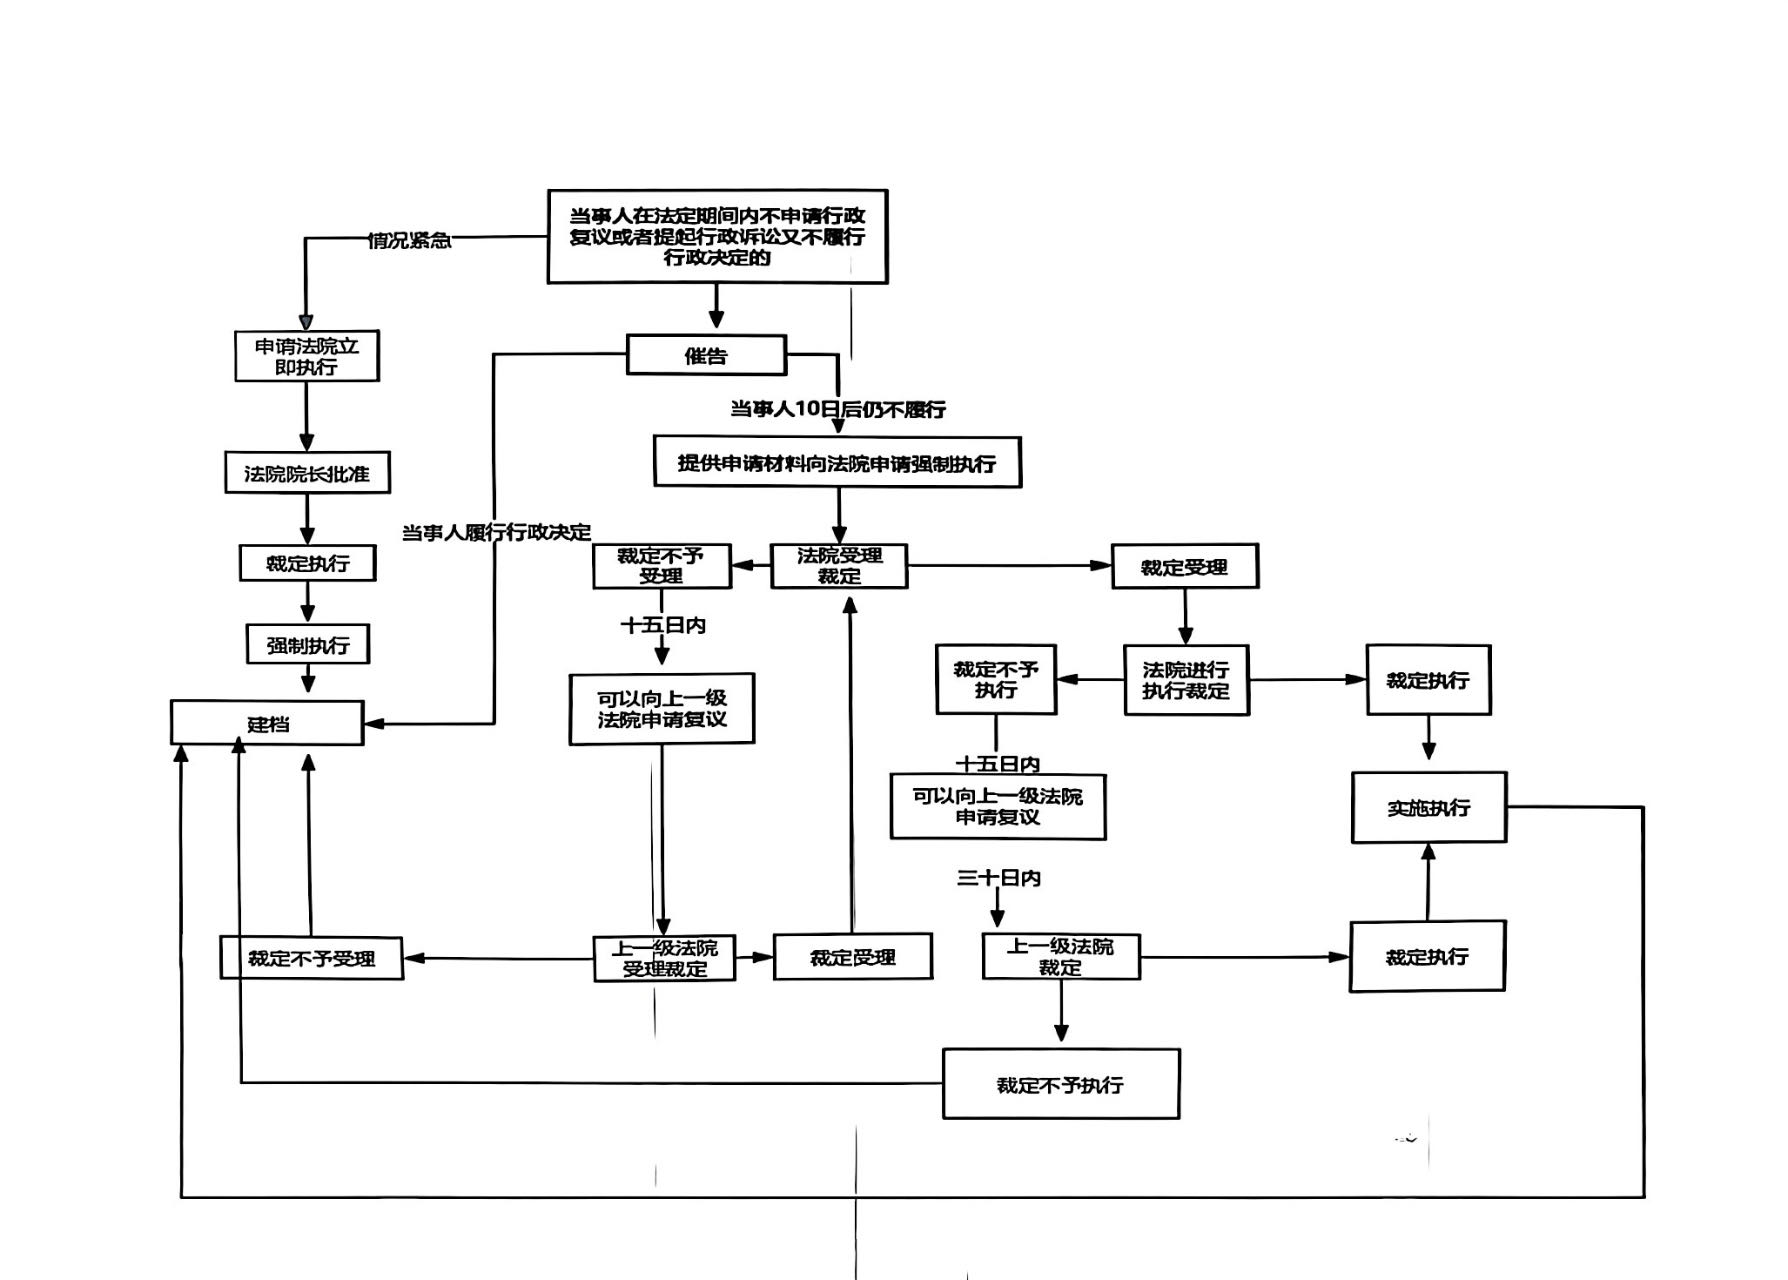 当事人在法定期间内不申请行政
复议或者提起行政诉讼又不履行
行政决定的
情况紧急
申请法院立
即执行
催告
当事人10日后仍不履行
提供申请材料向法院申请强制执行
法院院长批准
当事人履行行政决定
裁定执行
裁定不予
受理
法院受理
裁定
裁定受理
十五日内
强制执行
可以向上一级
法院申请复议
裁定不予
执行
法院进行
执行裁定
裁定执行
建档
十五日内
可以向上一级法院
申请复议
实施执行
三十日内
裁定不予受理
上一级法院
受理裁定
裁定受理
上一级法院
裁定
裁定执行
裁定不予执行